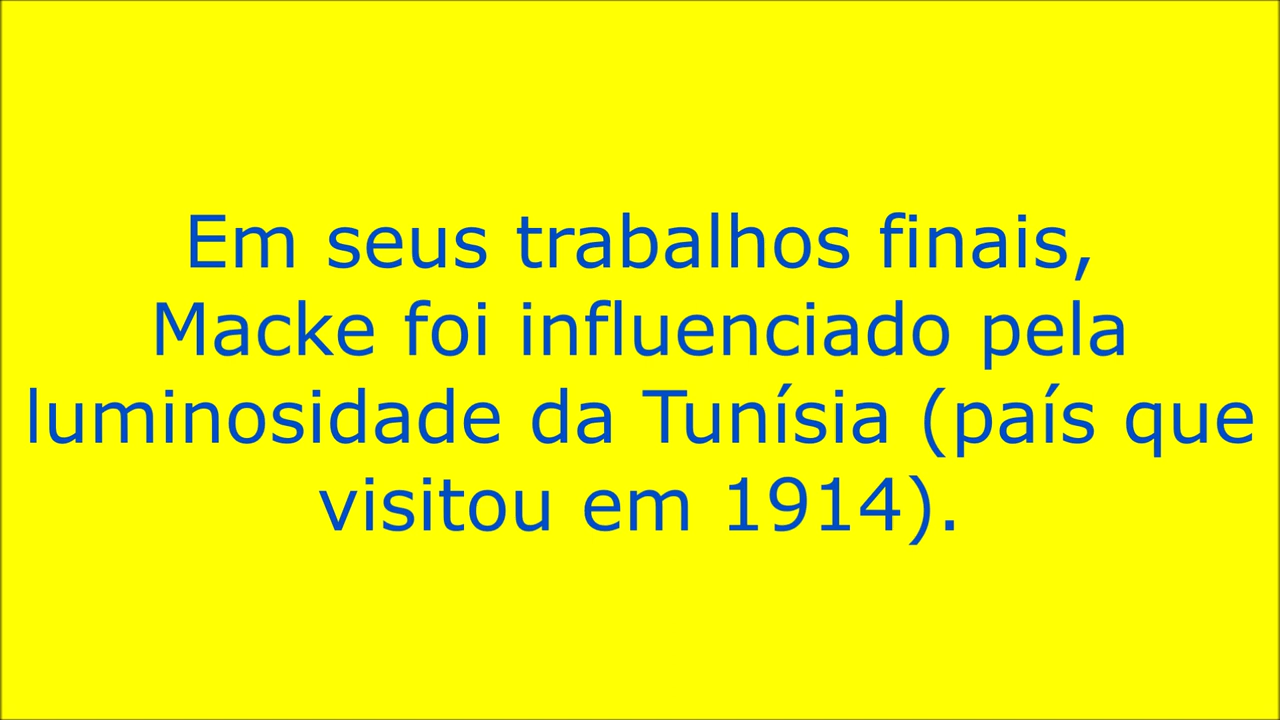 Em seus trabalhos finais,
Macke foi influenciado pela
luminosidade da Tunísia (país que
visitou em 1914).